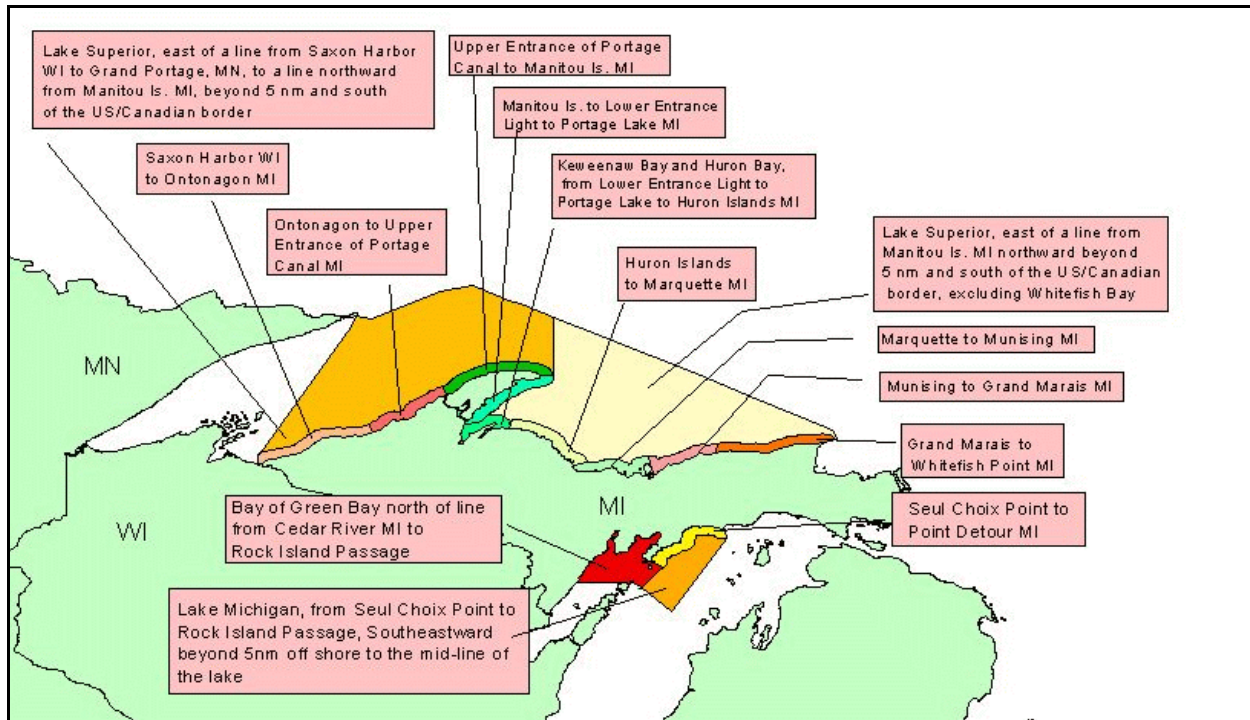 Lake Superior, east of a line from Saxon Harbor
WI to Grand Portage, MN, to a line northward
from Manitou Is. MI, beyond 5 nm and south
of the US/Canadian border
Upper Entrance of Portage
Canal to Manitou Is. MI
Manitou Is. to Lower Entrance
Light to Portage Lake MI
Saxon Harbor WI
to Ontonagon MI
Keweenaw Bay and Huron Bay,
from Lower Entrance Light to
Portage Lake to Huron Islands MI
Ontonagon to Upper
Entrance of Portage
Canal MI
Huron Islands
to Marquette MI
Lake Superior, east of a line from
Manitou Is. MI northward beyond
5 nm and south of the US/Canadian
border, excluding Whitefish Bay
Marquette to Munising MI
MN
Munising to Grand Marais MI
Grand Marais to
Whitefish Point MI
WI
MI
Bay of Green Bay north of line
from Cedar River MI to
Rock Island Passage
Seul Choix Point to
Point Detour MI
Lake Michigan, from Seul Choix Point to
Rock Island Passage, Southeastward
beyond 5nm off shore to the mid-line of
the lake